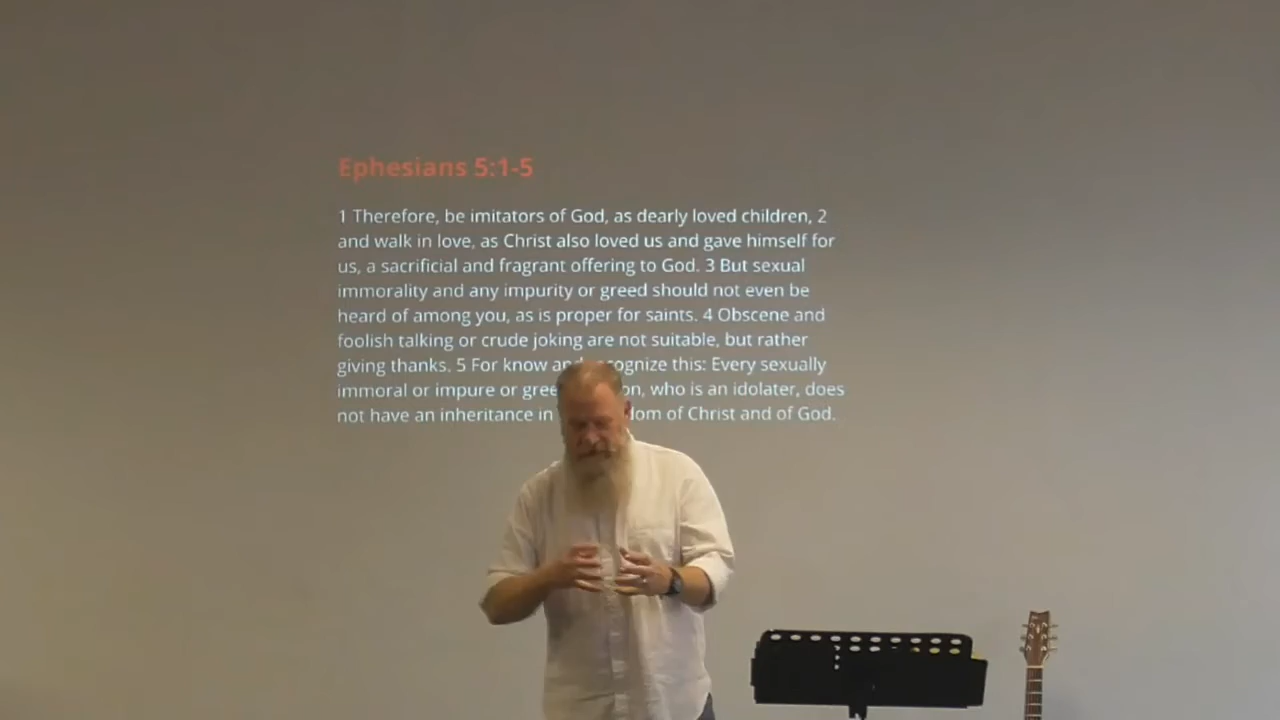 Ephesians 5:1-5
1 Therefore, be imitators of God, as dearly loved children, 2
and walk in love, as Christ also loved us and gave himself for
us, a sacrificial and fragrant offering to God. 3 But sexual
immorality and any impurity or greed should not even be
heard of among you, as is proper for saints. 4 Obscene and
foolish talking or crude joking are not suitable, but rather
giving thanks. 5 For know and ognize this: Every sexually
immoral or impure or gree on, who is an idolater, does
not have an inheritance in dom of Christ and of God.